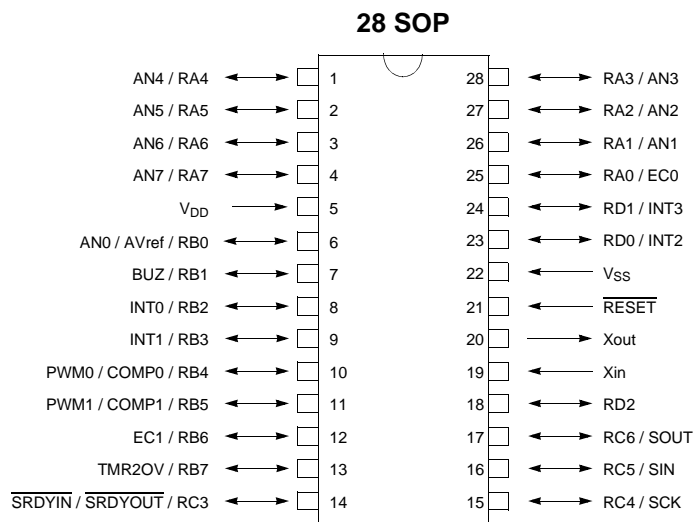 28 SOP
AN4 / RA4 1 28 RA3 / AN3
AN5 / RA5 2 27 RA2 / AN2
AN6 / RA6 3 26 RA1 / AN1
AN7 / RA7 4 25 RA0 / EC0
VDD 5 24 RD1 / INT3
AN0 / AVref / RB0 6 23 RD0 / INT2
BUZ / RB1 7 22 VSS
INT0 / RB2 8 21 RESET
INT1 / RB3 9 20 Xout
PWM0 / COMP0 / RB4 10 19 Xin
PWM1 / COMP1 / RB5 11 18 RD2
EC1 / RB6 12 17 RC6 / SOUT
TMR2OV / RB7 13 16 RC5 / SIN
SRDYIN / SRDYOUT / RC3 14 15 RC4 / SCK